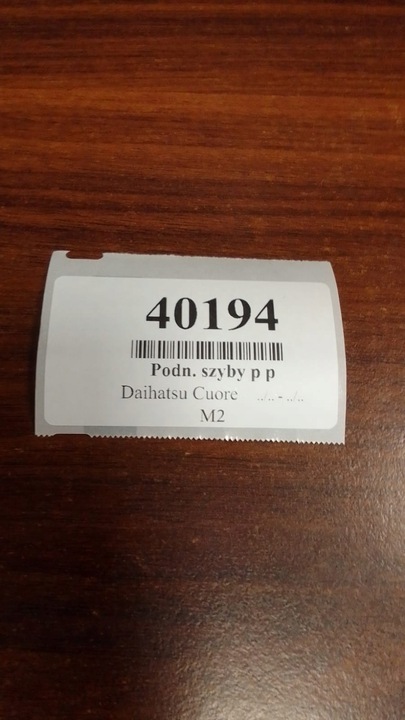 40194
Podn. szyby p p
Daihatsu Cuore ../.. - ../..
M2